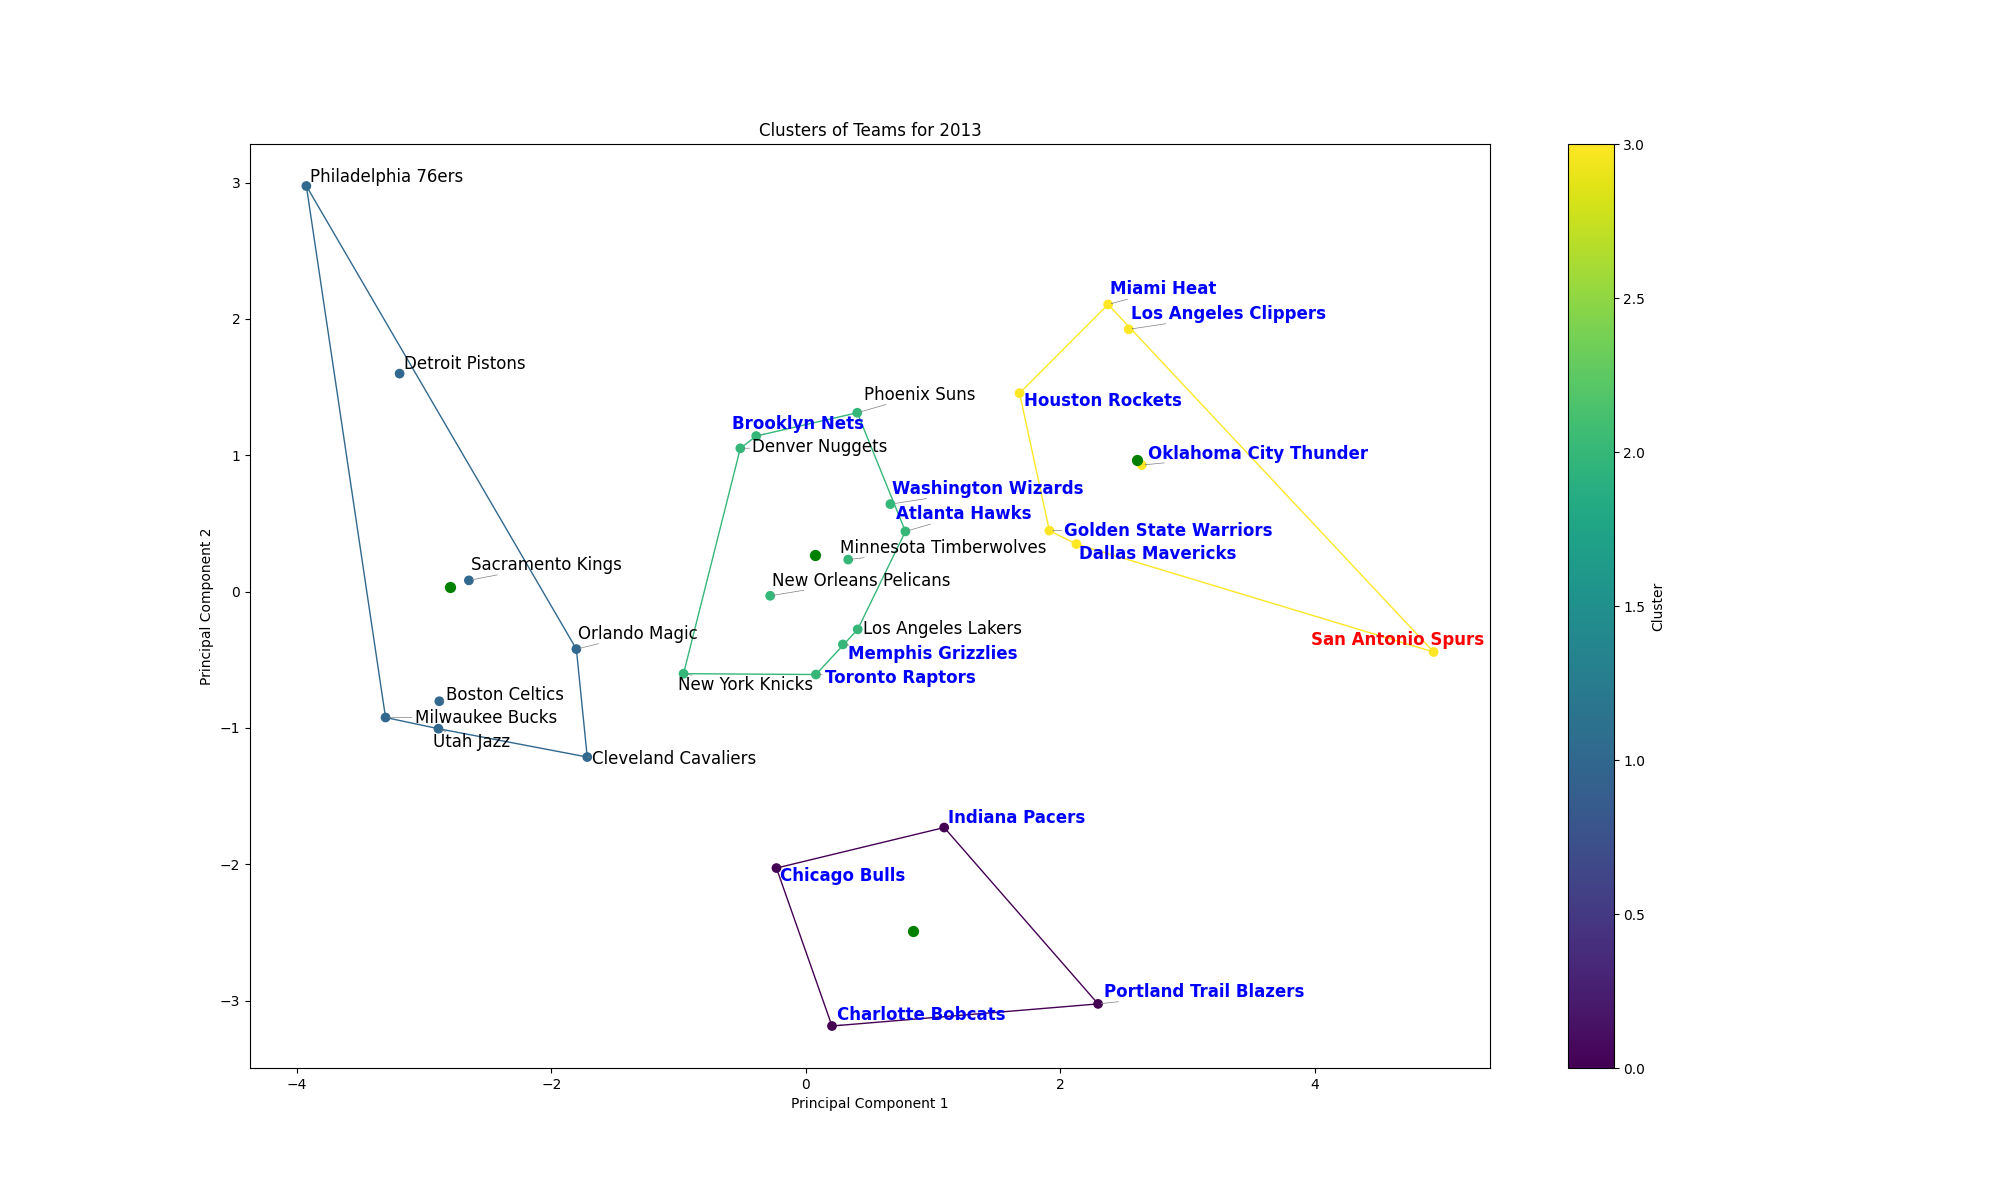 Clusters of Teams for 2013
Philadelphia 76ers
Miami Heat
Los Angeles Clippers
Detroit Pistons
Phoenix Suns
Houston Rockets
Brooklyn Nets
Denver Nuggets
Oklahoma City Thunder
Washington Wizards
Atlanta Hawks
Golden State Warriors
Minnesota Timberwolves
Dallas Mavericks
Sacramento Kings
New Orleans Pelicans
Los Angeles Lakers
Orlando Magic
San Antonio Spurs
Memphis Grizzlies
Toronto Raptors
New York Knicks
Boston Celtics
Milwaukee Bucks
Utah Jazz
Cleveland Cavaliers
Indiana Pacers
Chicago Bulls
Portland Trail Blazers
Charlotte Bobcats
3
2
1
0
−1
−2
−3
Principal Component 2
−4
−2
0
2
4
Principal Component 1
3.0
2.5
2.0
1.5
1.0
0.5
0.0
Cluster